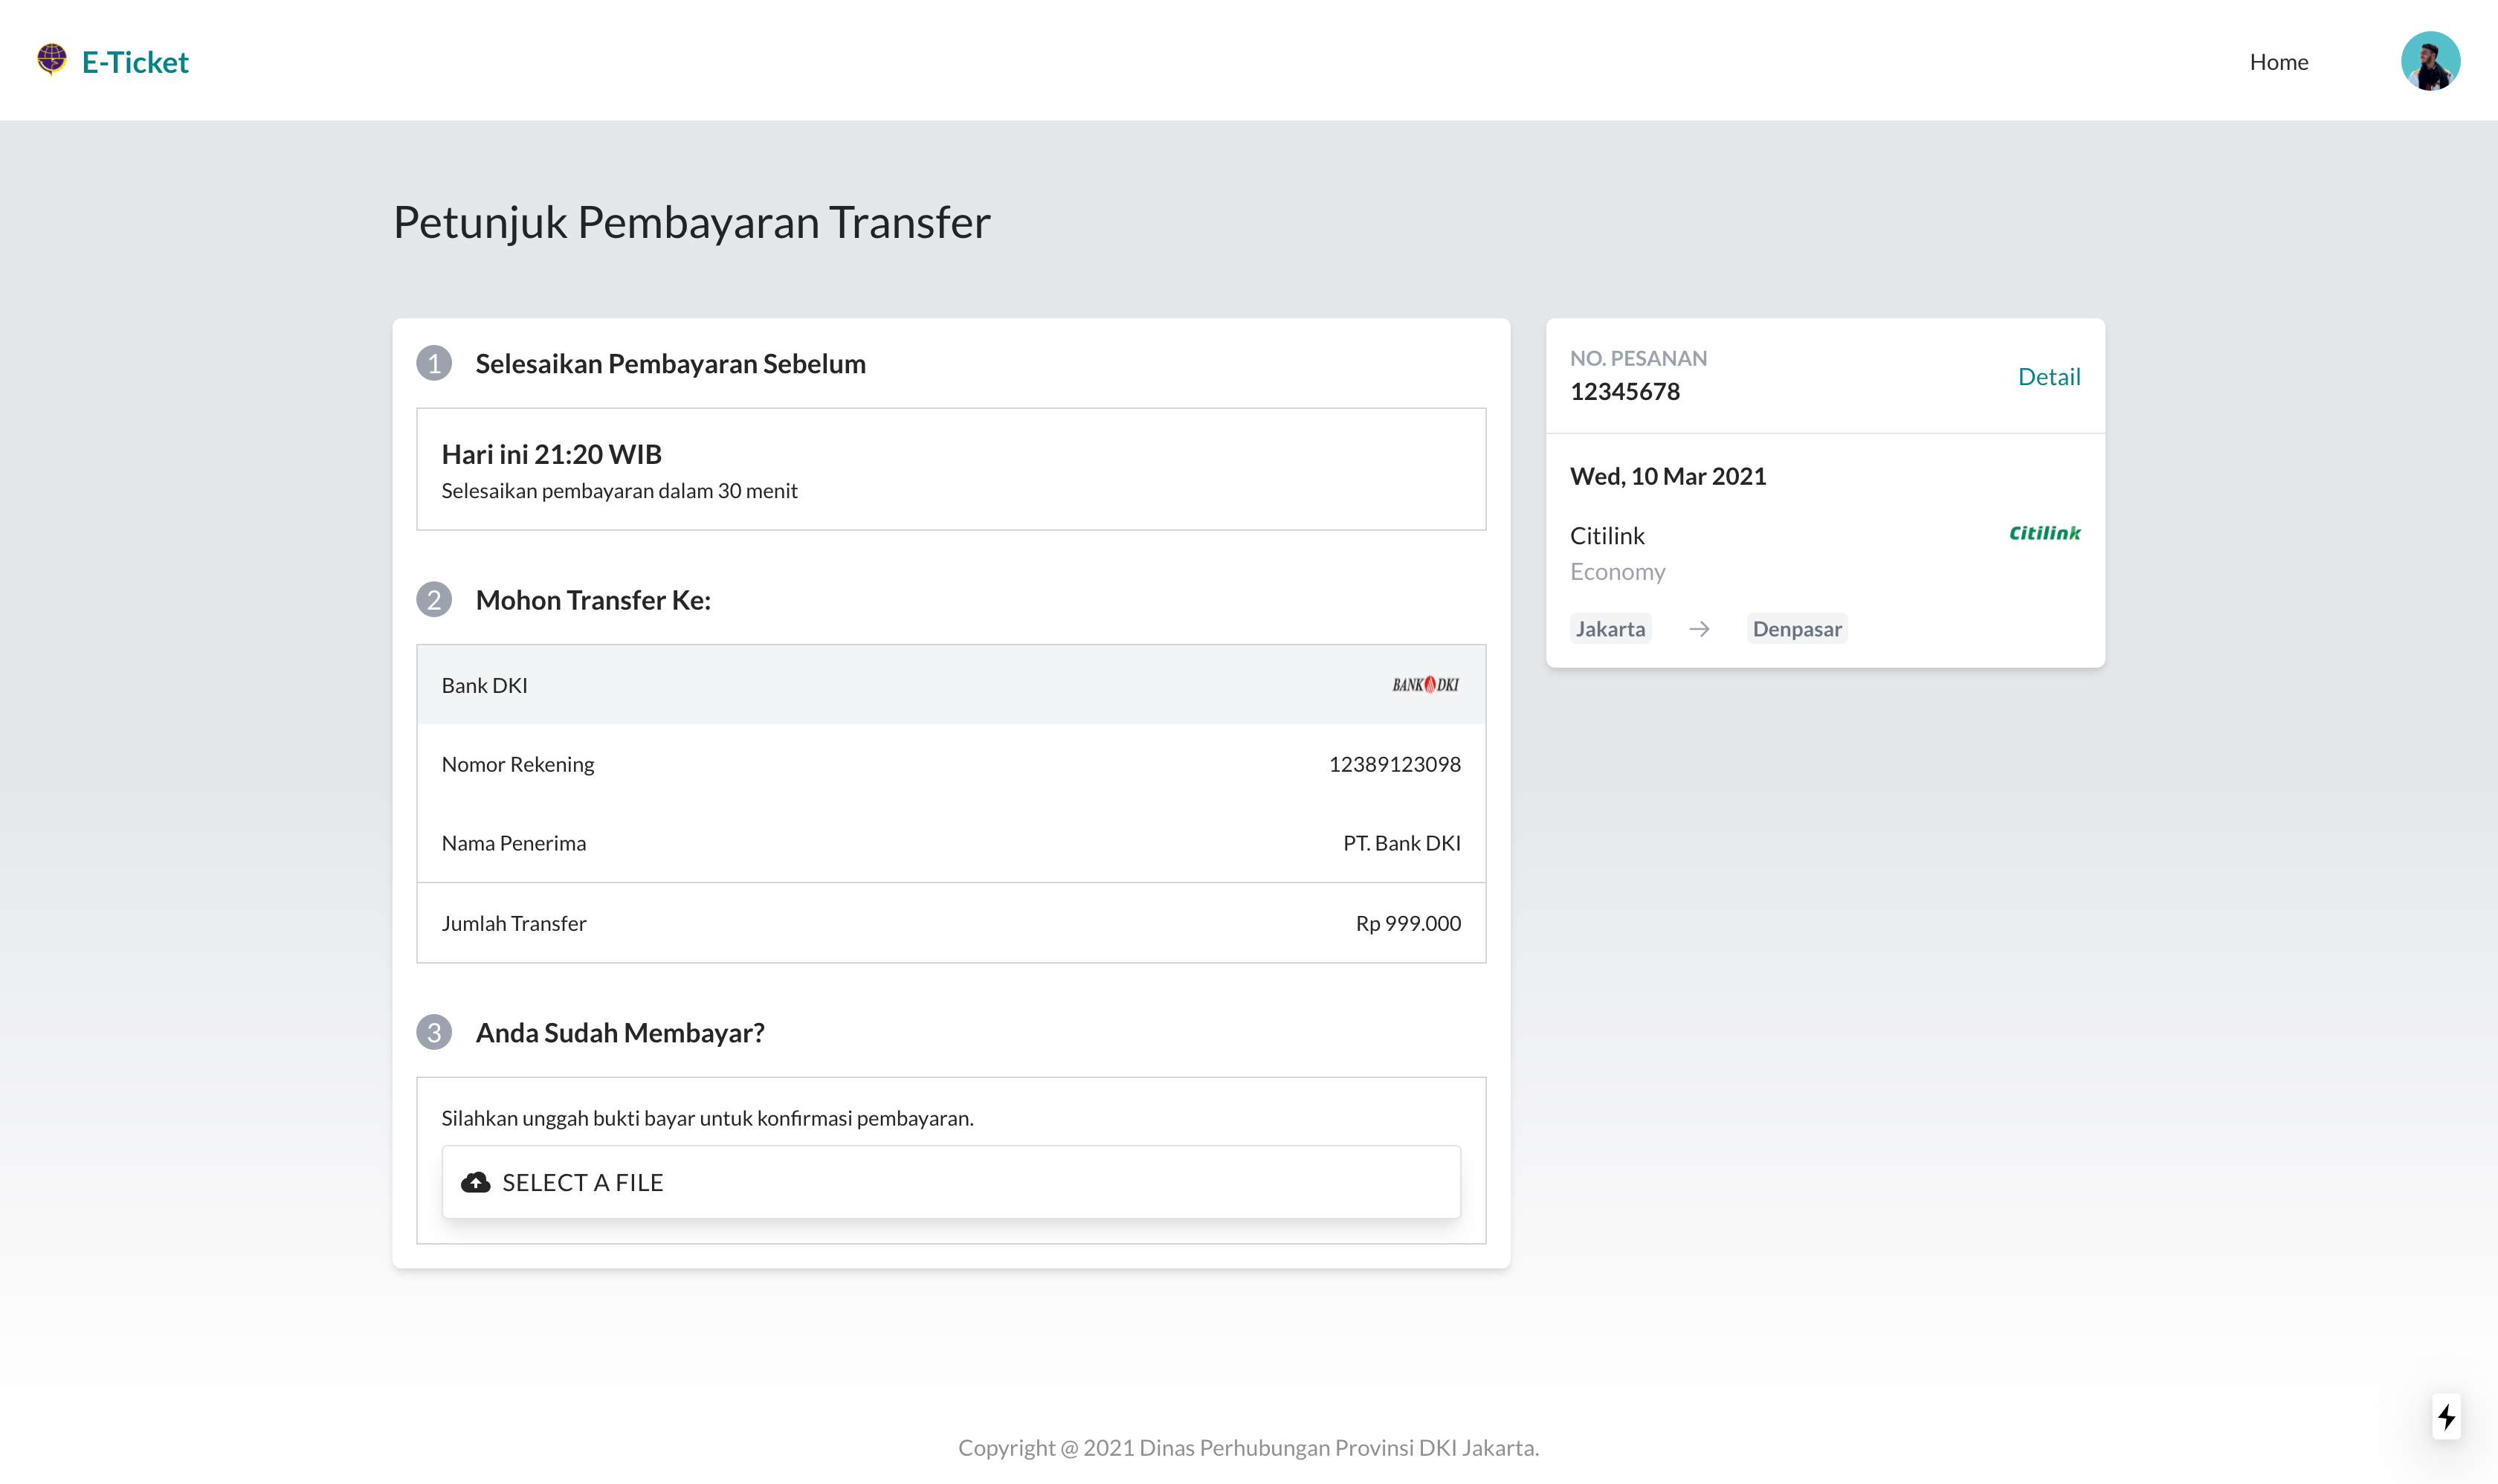 E-Ticket
Home
Petunjuk Pembayaran Transfer
1 Selesaikan Pembayaran Sebelum
Hari ini 21:20 WIB
Selesaikan pembayaran dalam 30 menit
2 Mohon Transfer Ke:
Bank DKI BANK DKI
Nomor Rekening 12389123098
Nama Penerima PT. Bank DKI
Jumlah Transfer Rp 999.000
3 Anda Sudah Membayar?
Silahkan unggah bukti bayar untuk konfirmasi pembayaran.
SELECT A FILE
NO. PESANAN
12345678
Detail
Wed, 10 Mar 2021
Citilink Citilink
Economy
Jakarta → Denpasar
Copyright @ 2021 Dinas Perhubungan Provinsi DKI Jakarta.